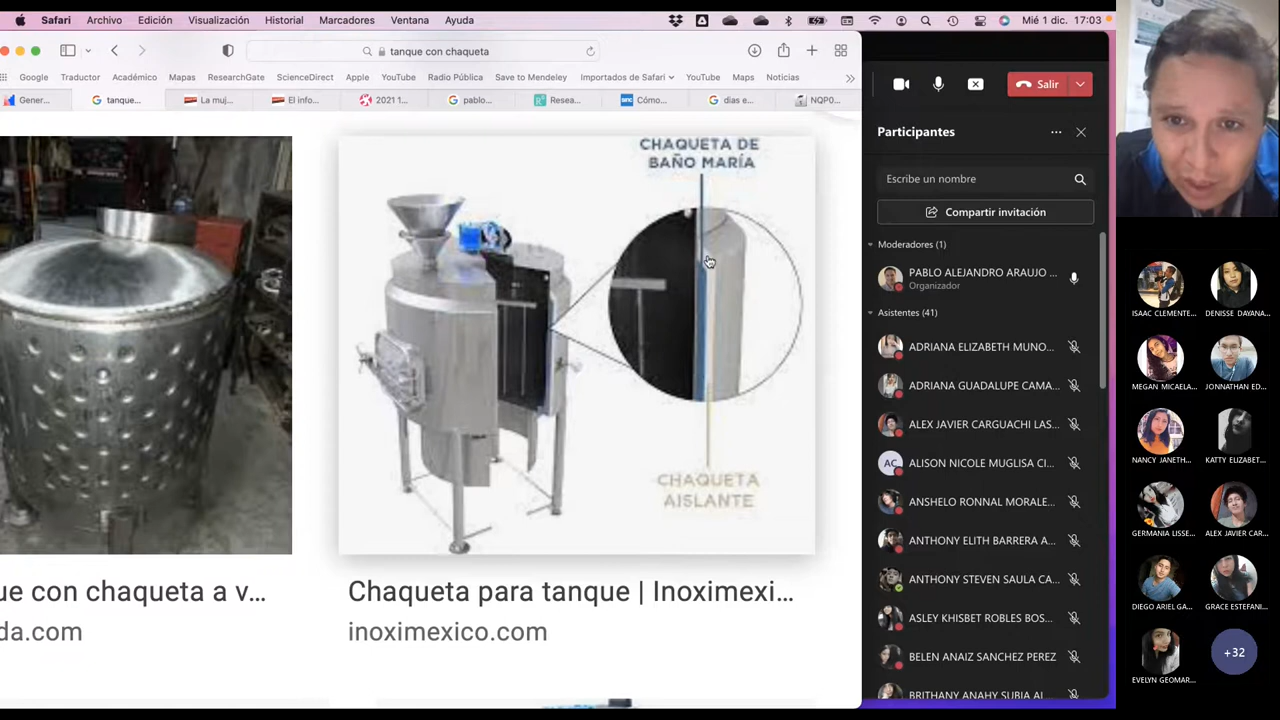 Safari Archivo Edición Visualización Historial Marcadores Ventana Ayuda Mié 1 dic. 17:03
tanque con chaqueta
Google Traductor Académico Mapas ResearchGate ScienceDirect Apple YouTube Radio Pública Save to Mendeley Importados de Safari YouTube Maps Noticias
Gener... tanque... La muj... El info... 2021 1... pablo... Resea... Cómo... dias e... NQP0...
CHAQUETA DE
BAÑO MARÍA
CHAQUETA
AISLANTE
ue con chaqueta a v...
da.com
Chaqueta para tanque | Inoximexi...
inoximexico.com
Salir
Participantes
Escribe un nombre
Compartir invitación
Moderadores (1)
PABLO ALEJANDRO ARAUJO ...
Organizador
Asistentes (41)
ADRIANA ELIZABETH MUNO...
ADRIANA GUADALUPE CAMA...
ALEX JAVIER CARGUACHI LAS...
AC
ALISON NICOLE MUGLISA CI...
ANSHELO RONNAL MORALE...
ANTHONY ELITH BARRERA A...
ANTHONY STEVEN SAULA CA...
ASLEY KHISBET ROBLES BOS...
BELEN ANAIZ SANCHEZ PEREZ
BRITHANY ANAHY SUBIA AL
ISAAC CLEMENTE... DENISSE DAYANA...
MEGAN MICAELA... JONNATHAN ED...
NANCY JANETH... KATTY ELIZABET...
GERMANIA LISSE... ALEX JAVIER CAR...
DIEGO ARIEL GA... GRACE ESTEFANI...
EVELYN GEOMAR...
+32